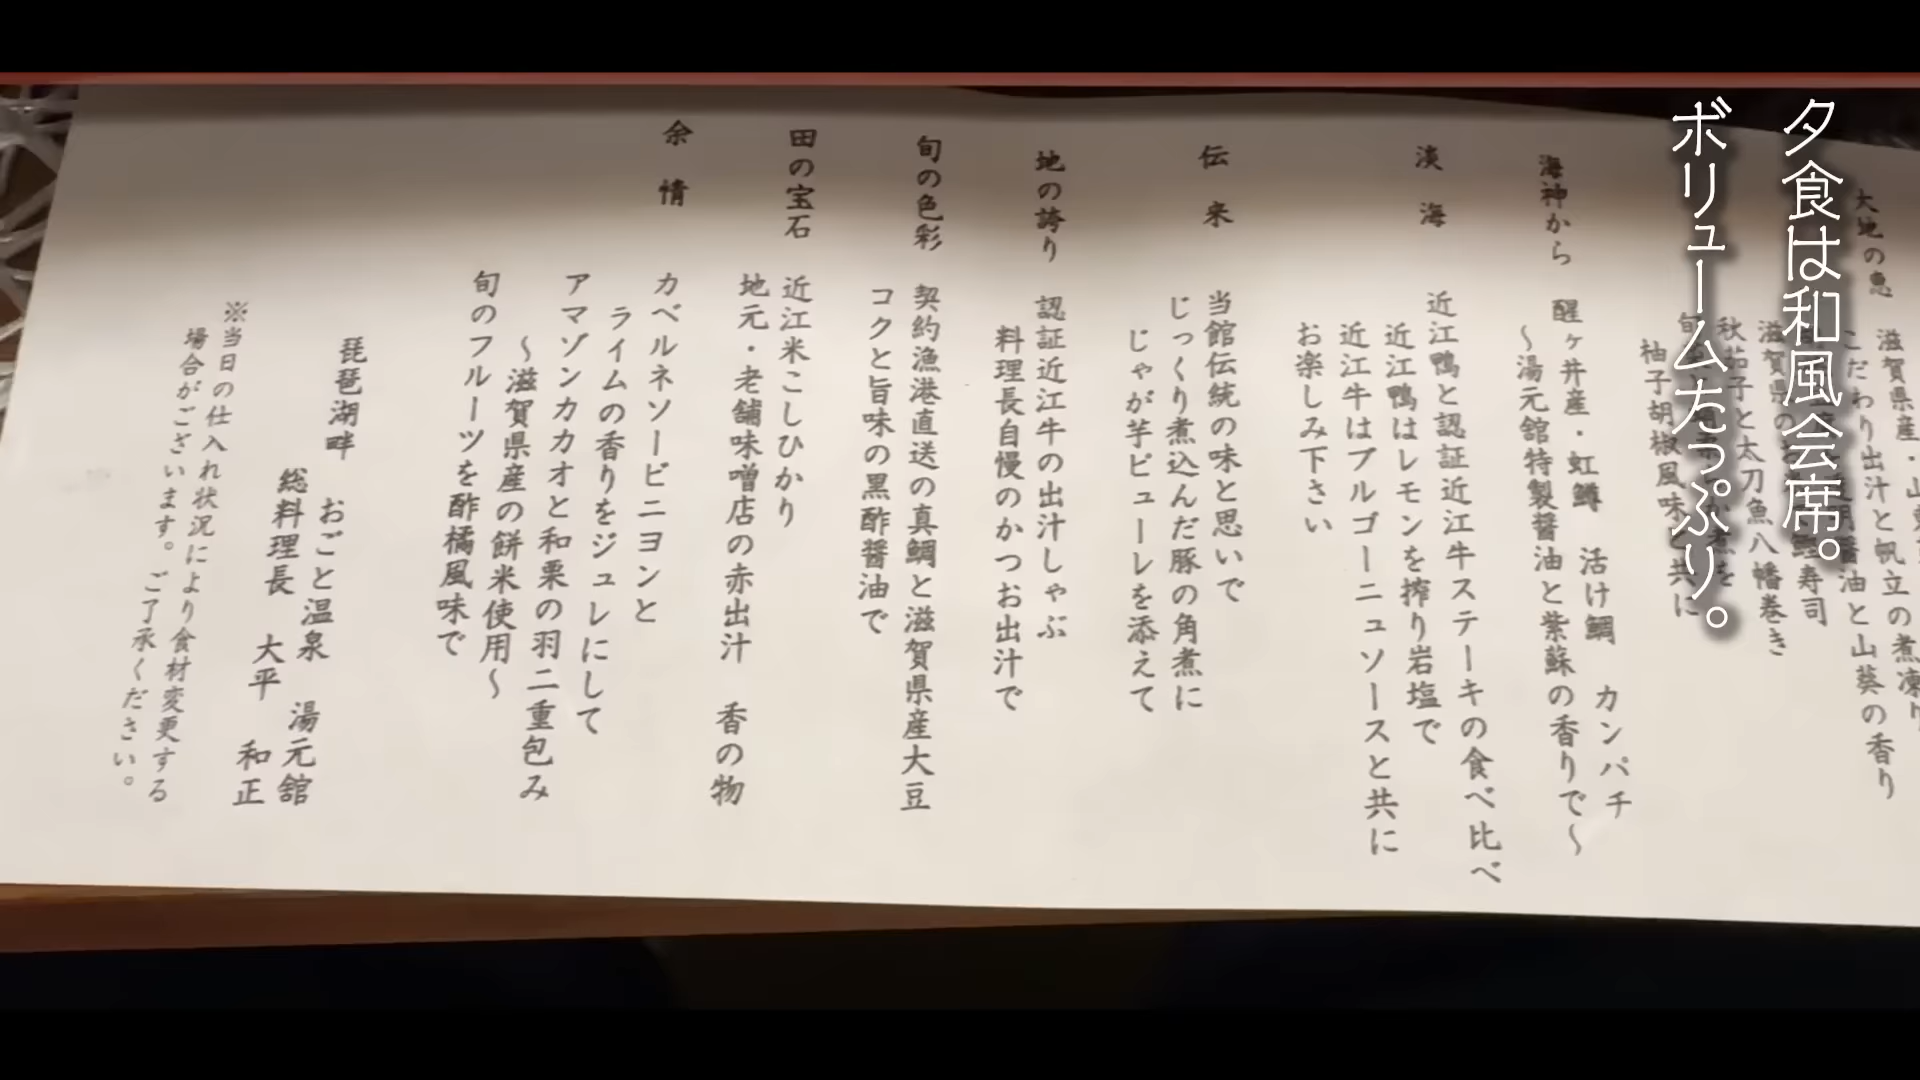 夕食は和風会席。
ボリュームたっぷり。
大地の恵
滋賀県産・山
こだわり出汁と帆立の煮凍り
油と山葵の香り
寿司
滋賀県の
秋茄子と太刀魚八幡巻き
旬
柚子胡椒風味と共に
海神から
醒ヶ井産・虹鱒 活け鯛 カンパチ
～湯元舘特製醤油と紫蘇の香りで～
淡海
近江鴨と認証近江牛ステーキの食べ比べ
近江鴨はレモンを搾り岩塩で
近江牛はブルゴーニュソースと共に
お楽しみ下さい
伝来
当館伝統の味と思いで
じっくり煮込んだ豚の角煮に
じゃが芋ピューレを添えて
地の誇り
認証近江牛の出汁しゃぶ
料理長自慢のかつお出汁で
旬の色彩
契約漁港直送の真鯛と滋賀県産大豆
コクと旨味の黒酢醤油で
田の宝石
近江米こしひかり
地元・老舗味噌店の赤出汁 香の物
余情
カベルネソービニヨンと
ライムの香りをジュレにして
アマゾンカカオと和栗の羽二重包み
～滋賀県産の餅米使用～
旬のフルーツを酢橘風味で
琵琶湖畔 おごと温泉 湯元舘
総料理長 大平 和正
※当日の仕入れ状況により食材変更する
場合がございます。ご了承ください。